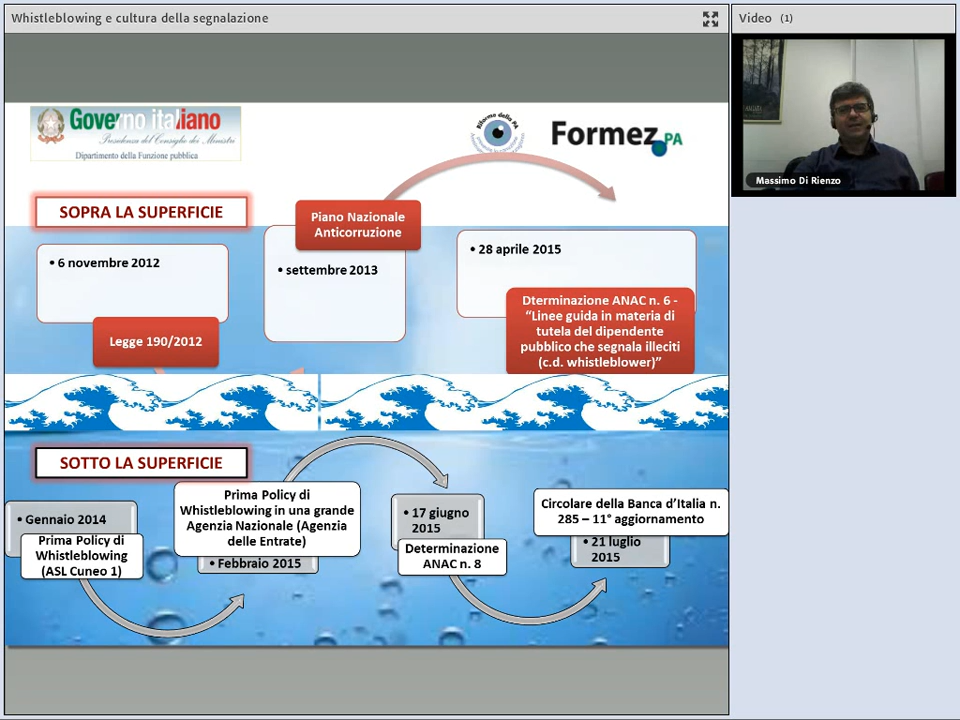 Whistleblowing e cultura della segnalazione
Video (1)
Massimo Di Rienzo
Governo italiano
Presidenza del Consiglio dei Ministri
Dipartimento della Funzione pubblica
Riforme della PA
Formez PA
SOPRA LA SUPERFICIE
• 6 novembre 2012
Legge 190/2012
Piano Nazionale
Anticorruzione
• settembre 2013
• 28 aprile 2015
Dterminazione ANAC n. 6 -
“Linee guida in materia di
tutela del dipendente
pubblico che segnala illeciti
(c.d. whistleblower)”
SOTTO LA SUPERFICIE
• Gennaio 2014
Prima Policy di
Whistleblowing
(ASL Cuneo 1)
Prima Policy di
Whistleblowing in una grande
Agenzia Nazionale (Agenzia
delle Entrate)
• Febbraio 2015
• 17 giugno
2015
Determinazione
ANAC n. 8
Circolare della Banca d’Italia n.
285 – 11° aggiornamento
• 21 luglio
2015